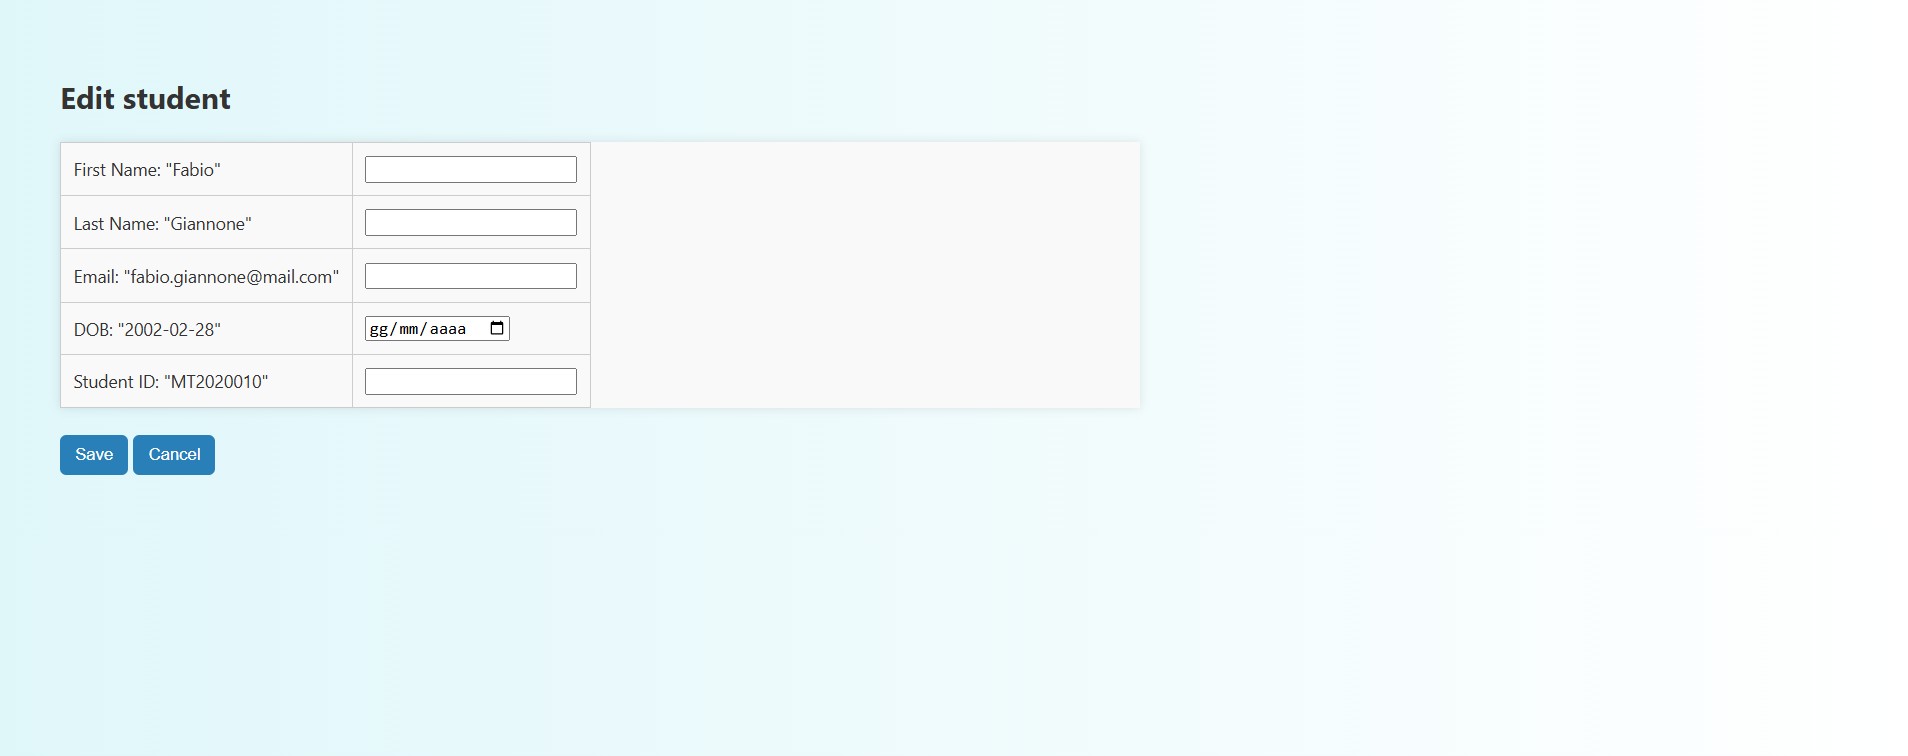 Edit student
First Name: "Fabio"
Last Name: "Giannone"
Email: "fabio.giannone@mail.com"
DOB: "2002-02-28" gg/mm/aaaa
Student ID: "MT2020010"
Save Cancel